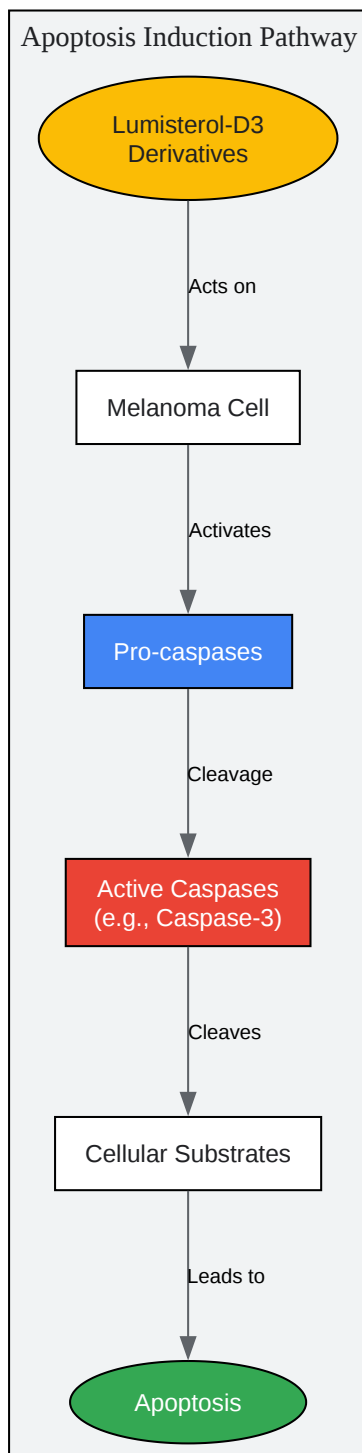 Apoptosis Induction Pathway
Lumisterol-D3
Derivatives
Acts on
Melanoma Cell
Activates
Pro-caspases
Cleavage
Active Caspases
(e.g., Caspase-3)
Cleaves
Cellular Substrates
Leads to
Apoptosis